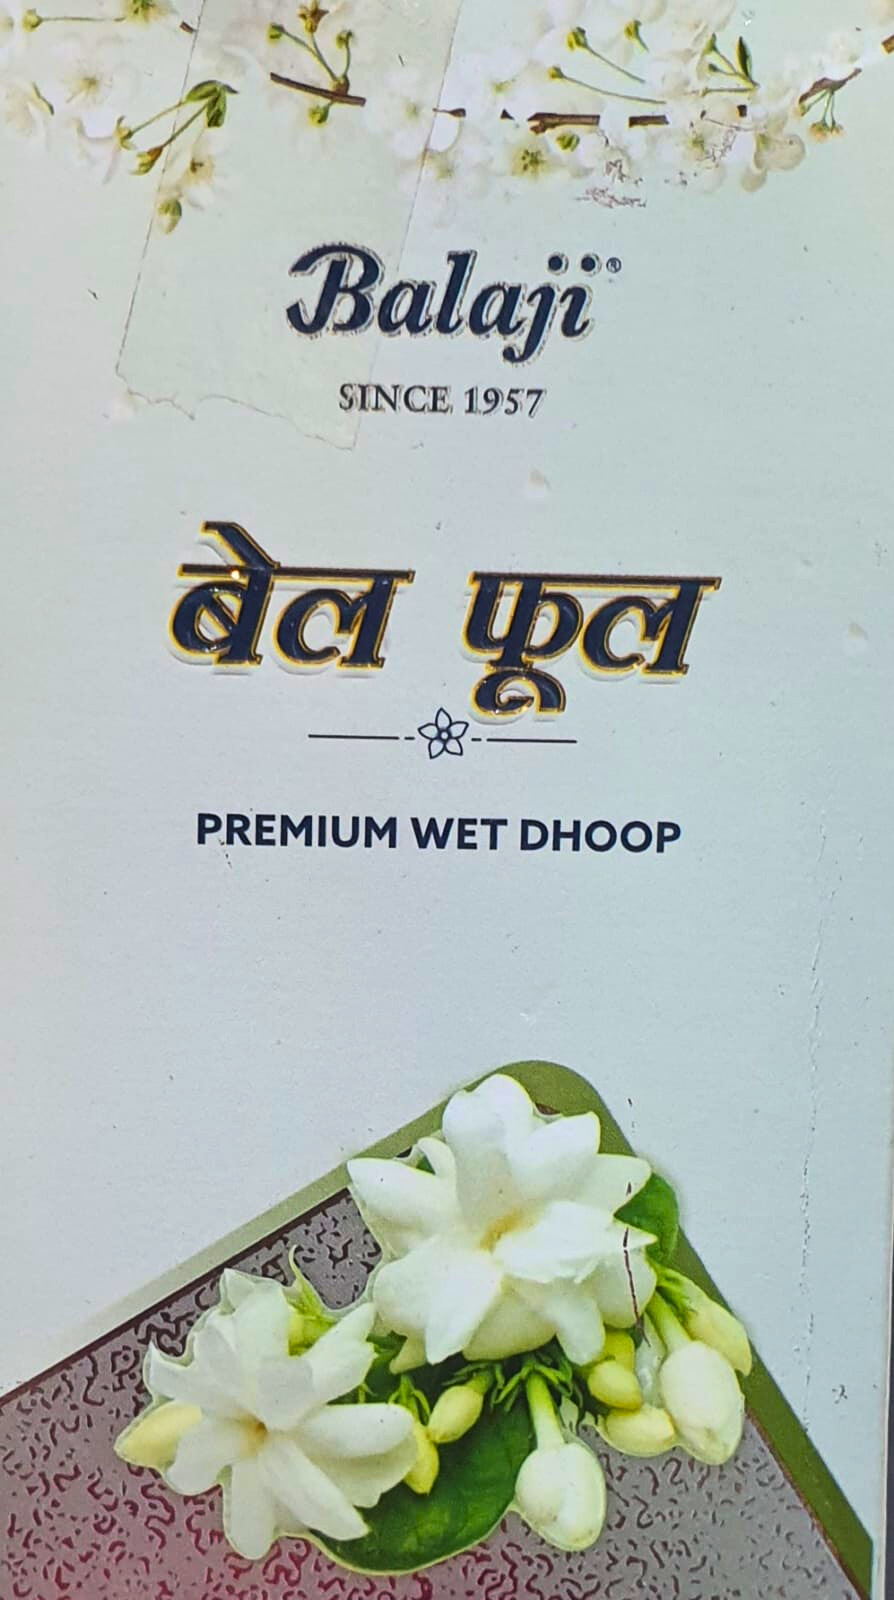 Balaji®
SINCE 1957
बेल फूल
PREMIUM WET DHOOP